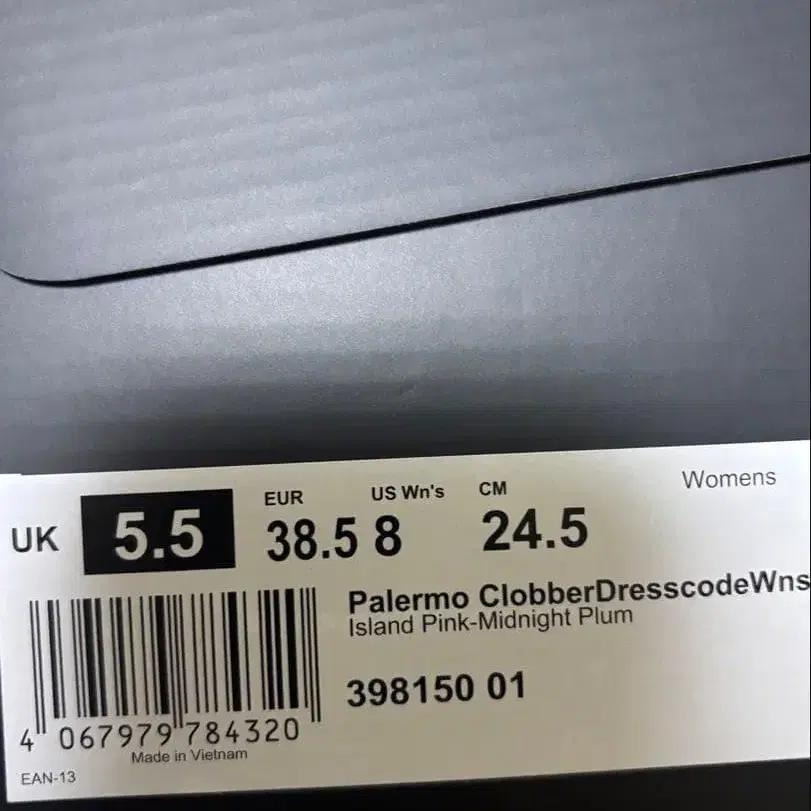 Womens
UK 5.5 EUR 38.5 US Wn's 8 CM 24.5
Palermo ClobberDresscodeWns
Island Pink-Midnight Plum
398150 01
4 067979 784320
Made in Vietnam
EAN-13